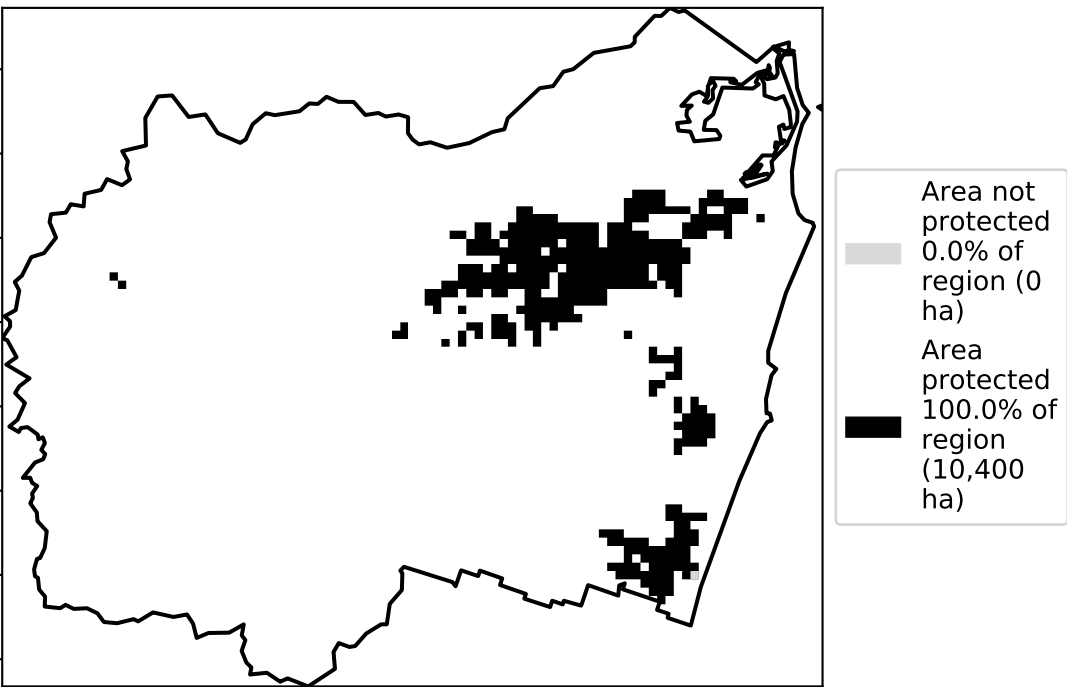 Area not
protected
0.0% of
region (0
ha)
Area
protected
100.0% of
region
(10,400
ha)